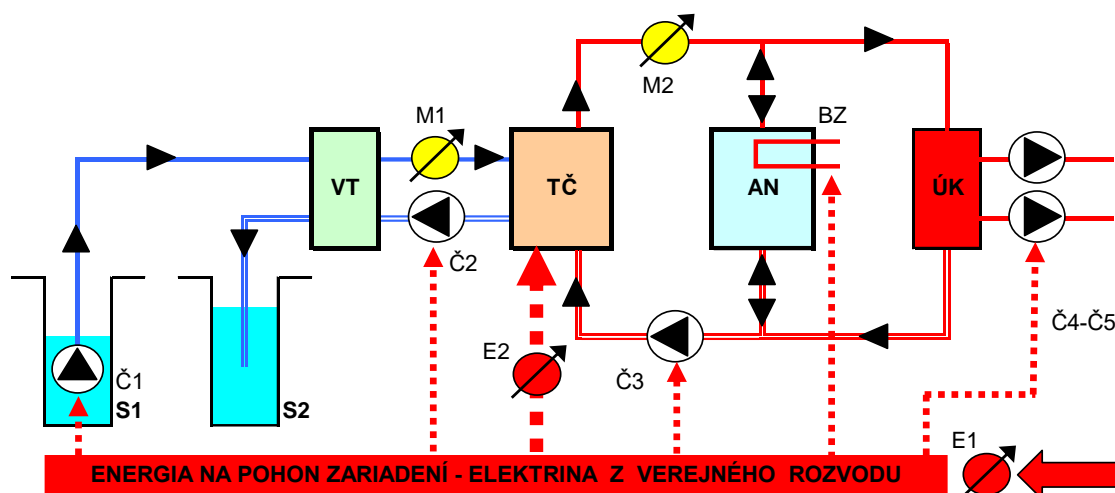 M2
M1
BZ
VT
TČ
AN
ÚK
Č2
Č4-Č5
E2
Č1
Č3
S1
S2
E1
ENERGIA NA POHON ZARIADENÍ - ELEKTRINA Z VEREJNÉHO ROZVODU